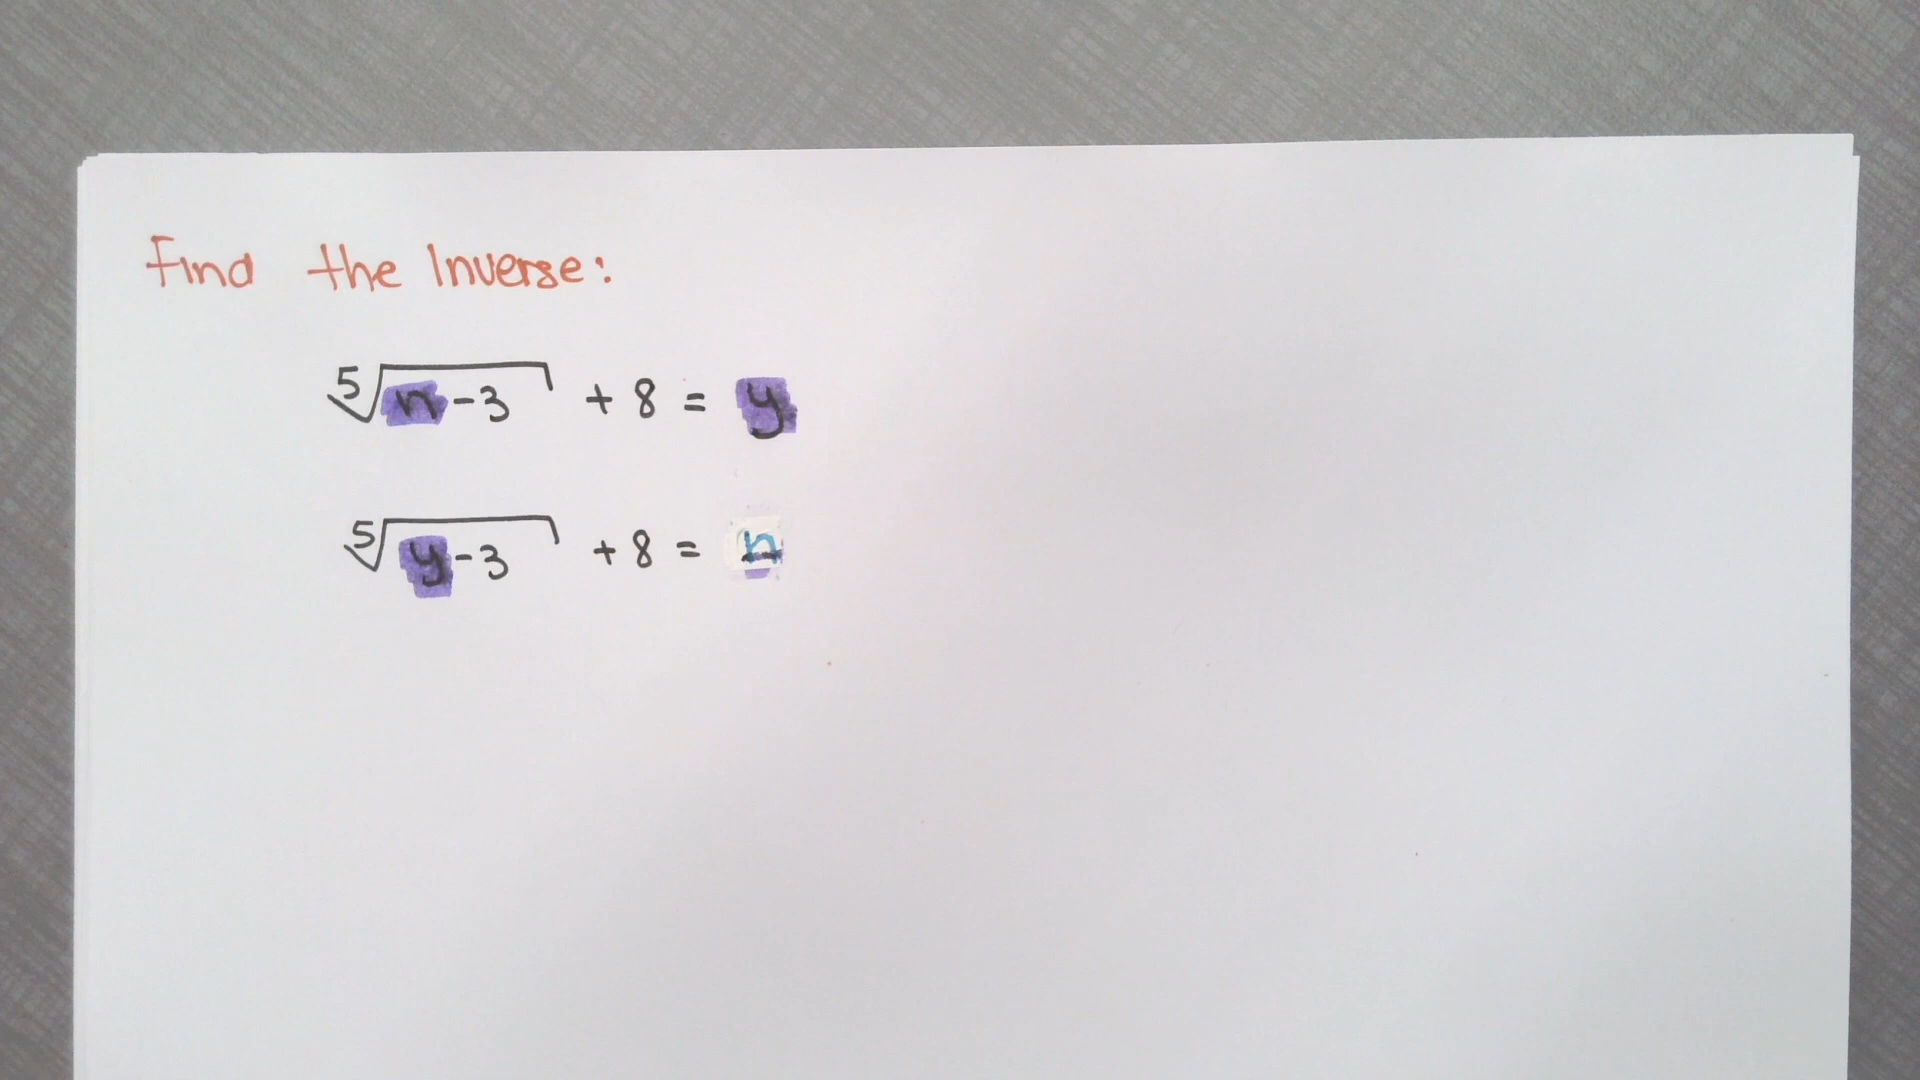 Find the Inverse:
⁵√(n-3) + 8 = y
⁵√(y-3) + 8 = n